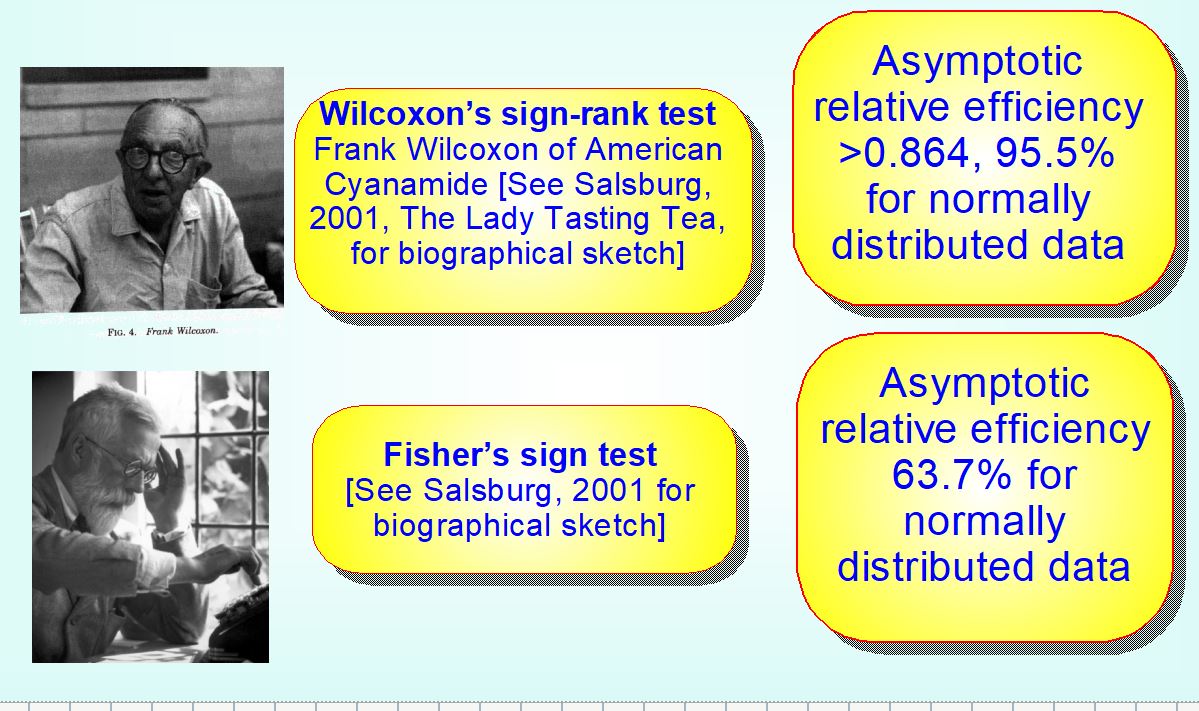 Wilcoxon’s sign-rank test
Frank Wilcoxon of American
Cyanamide [See Salsburg,
2001, The Lady Tasting Tea,
for biographical sketch]
Asymptotic
relative efficiency
>0.864, 95.5%
for normally
distributed data
FIG. 4. Frank Wilcoxon.
Fisher’s sign test
[See Salsburg, 2001 for
biographical sketch]
Asymptotic
relative efficiency
63.7% for
normally
distributed data